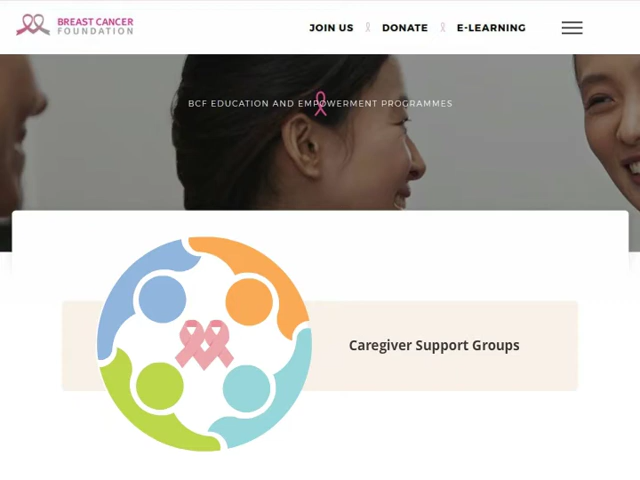 BREAST CANCER
FOUNDATION
JOIN US
DONATE
E-LEARNING
BCF EDUCATION AND EMPOWERMENT PROGRAMMES
Caregiver Support Groups